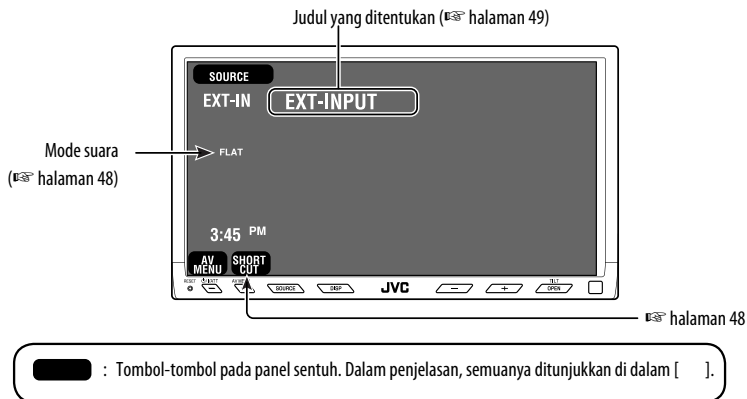 Judul yang ditentukan (☞ halaman 49)
SOURCE
EXT-IN EXT-INPUT
Mode suara
(☞ halaman 48)
FLAT
3:45 PM
AV MENU
SHORT CUT
RESET
SOURCE DISP JVC − + TILT OPEN
☞ halaman 48
: Tombol-tombol pada panel sentuh. Dalam penjelasan, semuanya ditunjukkan di dalam [ ].